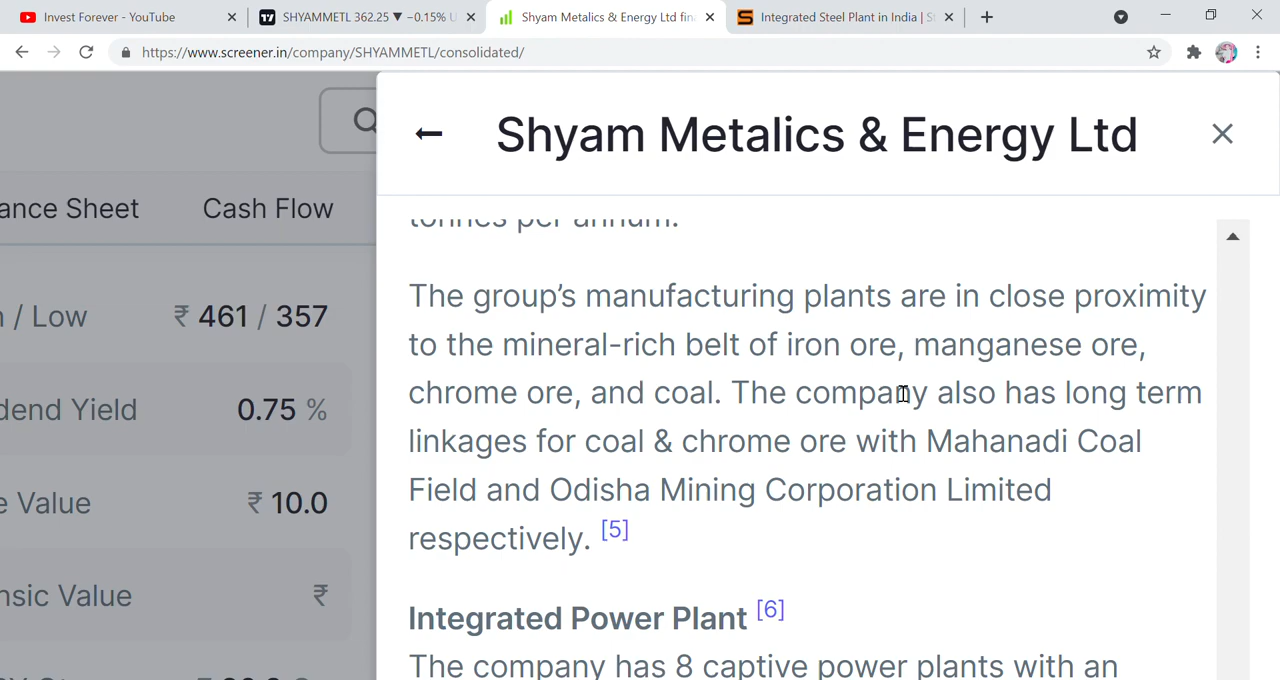 Invest Forever - YouTube
SHYAMMETL 362.25 ▼ −0.15% U
Shyam Metalics & Energy Ltd fin
Integrated Steel Plant in India | S
https://www.screener.in/company/SHYAMMETL/consolidated/
Shyam Metalics & Energy Ltd
ance Sheet
Cash Flow
/ Low
₹ 461 / 357
dend Yield
0.75 %
e Value
₹ 10.0
nsic Value
₹
tonnes per annum.
The group's manufacturing plants are in close proximity
to the mineral-rich belt of iron ore, manganese ore,
chrome ore, and coal. The company also has long term
linkages for coal & chrome ore with Mahanadi Coal
Field and Odisha Mining Corporation Limited
respectively. [5]
Integrated Power Plant [6]
The company has 8 captive power plants with an